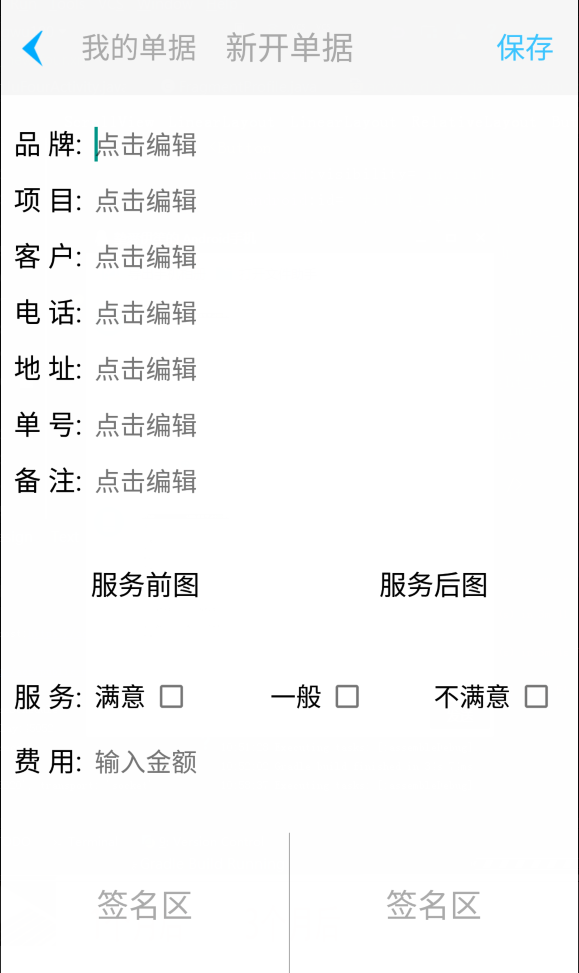 我的单据 新开单据 保存
品 牌: 点击编辑
项 目: 点击编辑
客 户: 点击编辑
电 话: 点击编辑
地 址: 点击编辑
单 号: 点击编辑
备 注: 点击编辑
服务前图 服务后图
服 务: 满意 一般 不满意
费 用: 输入金额
签名区 签名区